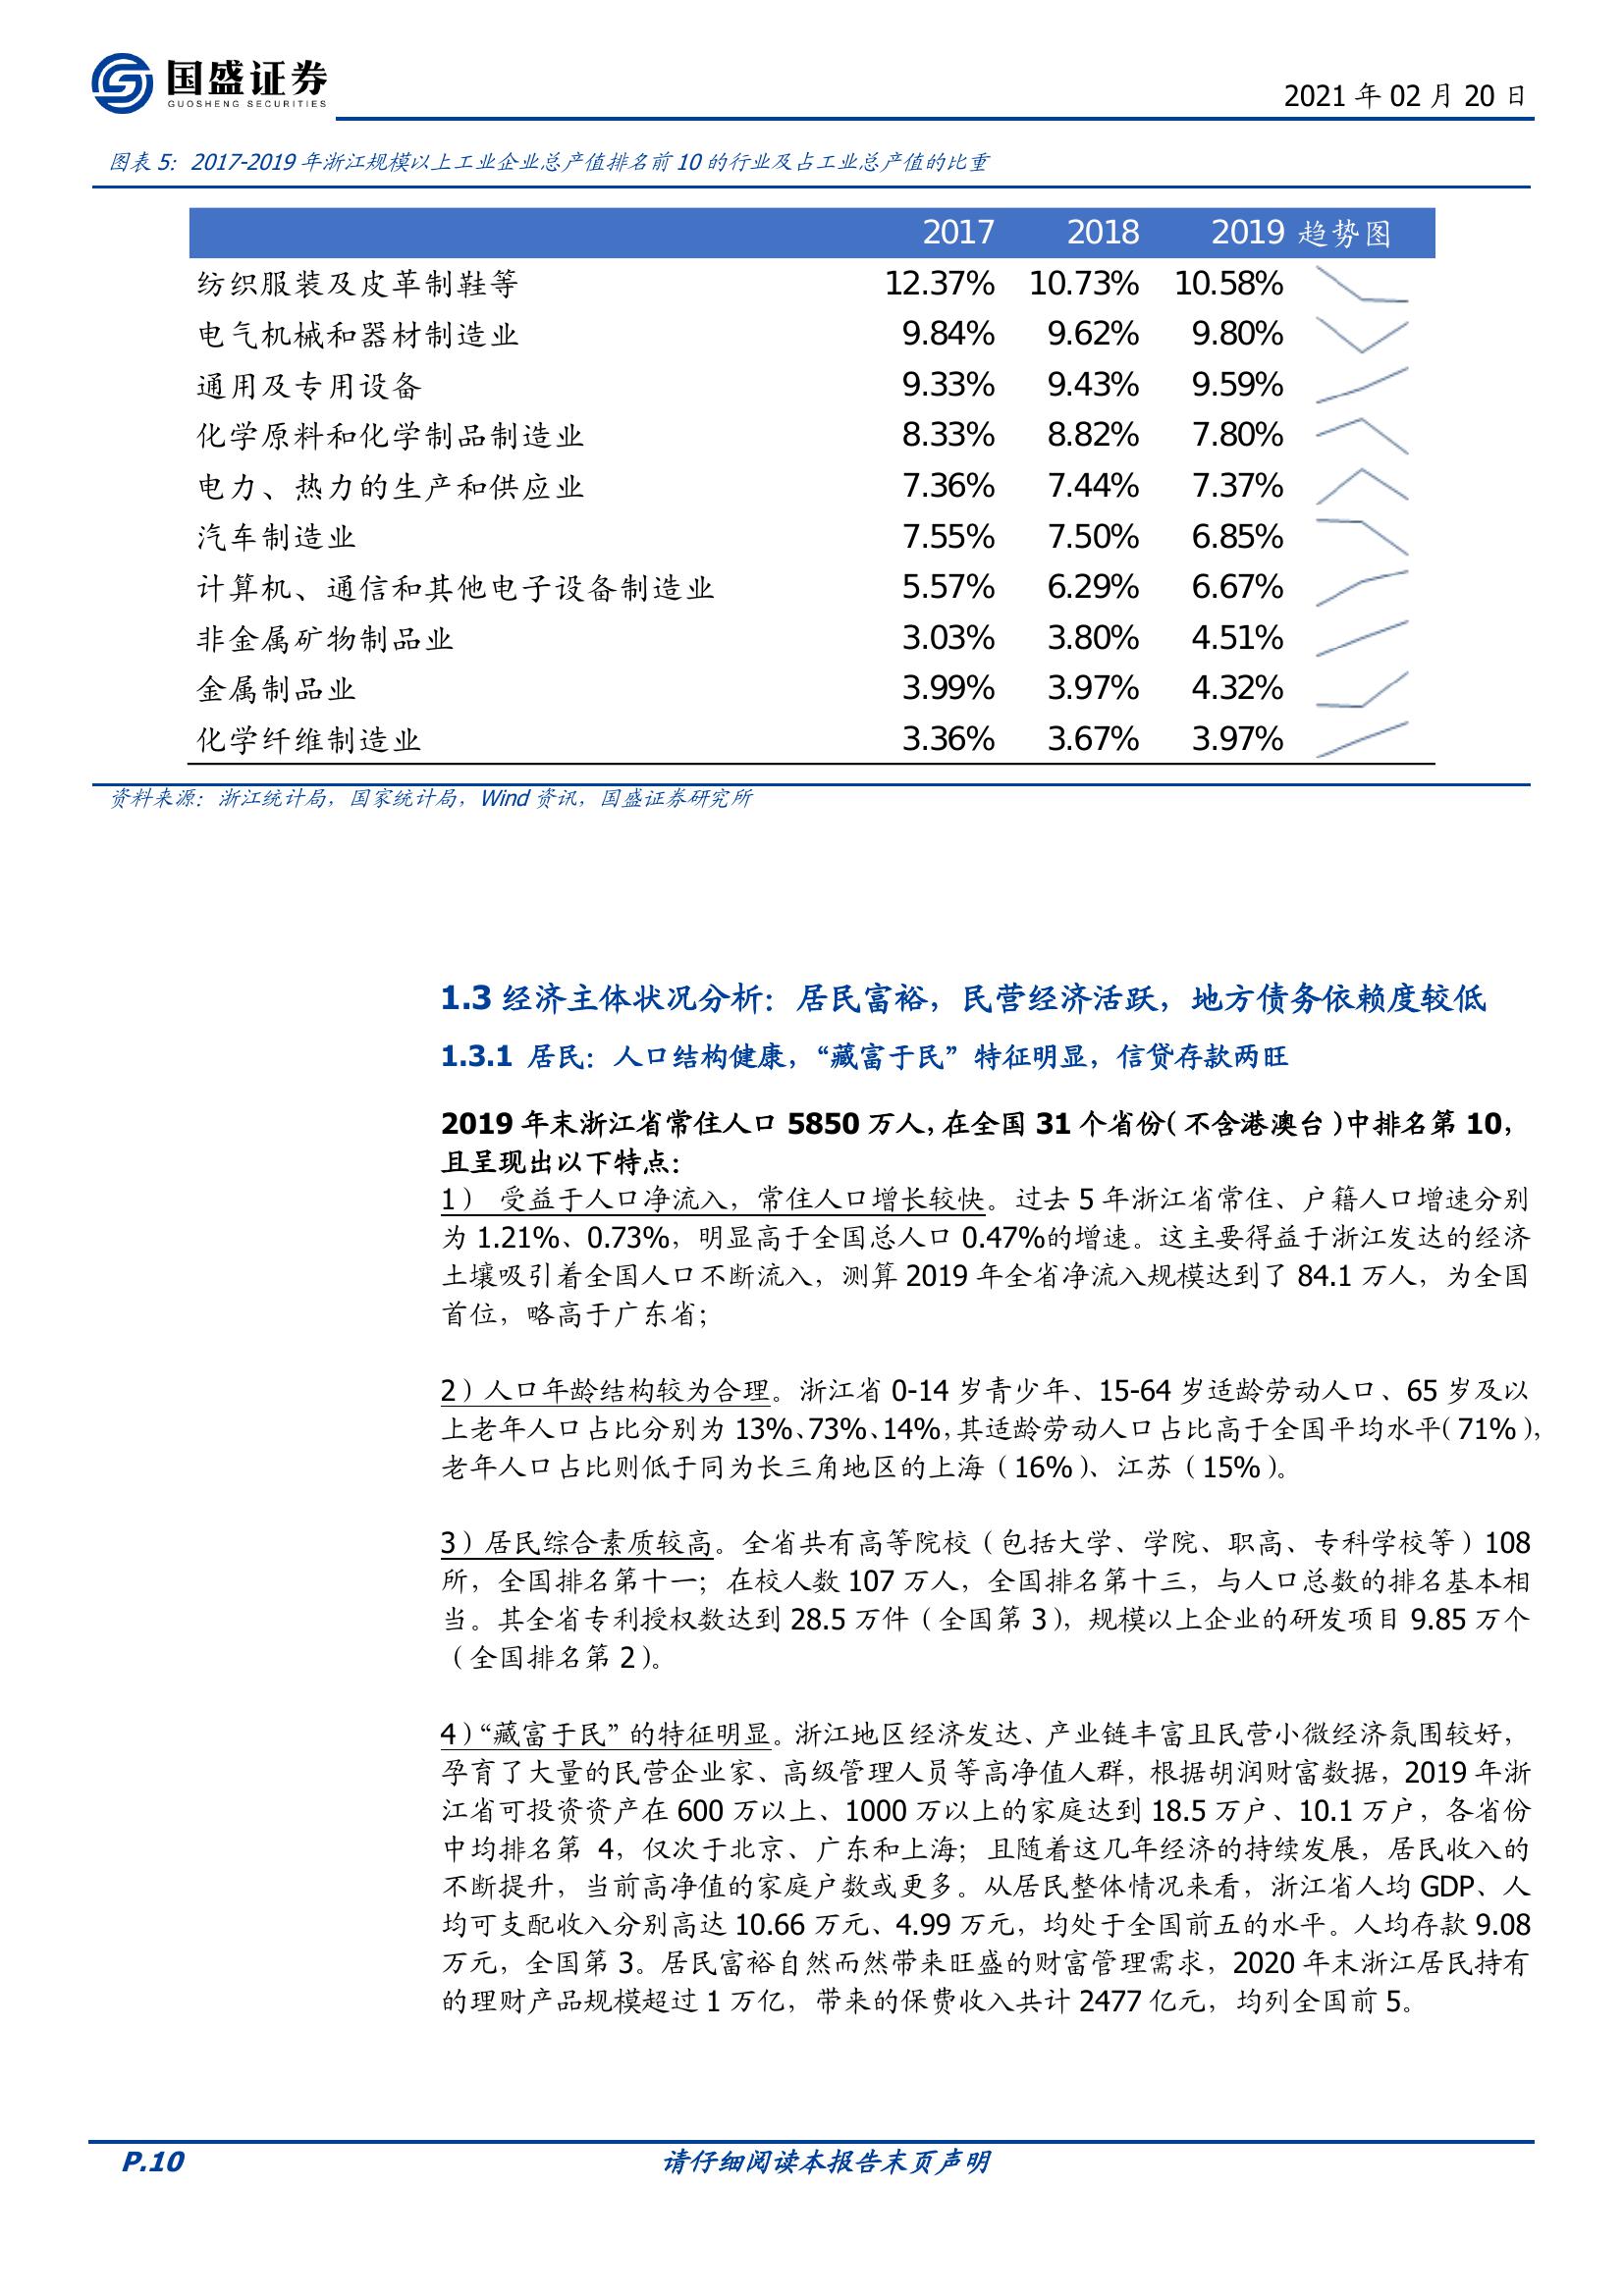 国盛证券
GUOSHENG SECURITIES
2021 年 02 月 20 日
图表 5：2017-2019 年浙江规模以上工业企业总产值排名前 10 的行业及占工业总产值的比重
2017 2018 2019 趋势图
纺织服装及皮革制鞋等 12.37% 10.73% 10.58%
电气机械和器材制造业 9.84% 9.62% 9.80%
通用及专用设备 9.33% 9.43% 9.59%
化学原料和化学制品制造业 8.33% 8.82% 7.80%
电力、热力的生产和供应业 7.36% 7.44% 7.37%
汽车制造业 7.55% 7.50% 6.85%
计算机、通信和其他电子设备制造业 5.57% 6.29% 6.67%
非金属矿物制品业 3.03% 3.80% 4.51%
金属制品业 3.99% 3.97% 4.32%
化学纤维制造业 3.36% 3.67% 3.97%
资料来源：浙江统计局，国家统计局，Wind 资讯，国盛证券研究所
1.3 经济主体状况分析：居民富裕，民营经济活跃，地方债务依赖度较低
1.3.1 居民：人口结构健康，“藏富于民”特征明显，信贷存款两旺
2019 年末浙江省常住人口 5850 万人，在全国 31 个省份（不含港澳台）中排名第 10，
且呈现出以下特点：
1） 受益于人口净流入，常住人口增长较快。过去 5 年浙江省常住、户籍人口增速分别
为 1.21%、0.73%，明显高于全国总人口 0.47%的增速。这主要得益于浙江发达的经济
土壤吸引着全国人口不断流入，测算 2019 年全省净流入规模达到了 84.1 万人，为全国
首位，略高于广东省；
2）人口年龄结构较为合理。浙江省 0-14 岁青少年、15-64 岁适龄劳动人口、65 岁及以
上老年人口占比分别为 13%、73%、14%，其适龄劳动人口占比高于全国平均水平（71%），
老年人口占比则低于同为长三角地区的上海（16%）、江苏（15%）。
3）居民综合素质较高。全省共有高等院校（包括大学、学院、职高、专科学校等）108
所，全国排名第十一；在校人数 107 万人，全国排名第十三，与人口总数的排名基本相
当。其全省专利授权数达到 28.5 万件（全国第 3），规模以上企业的研发项目 9.85 万个
（全国排名第 2）。
4）“藏富于民”的特征明显。浙江地区经济发达、产业链丰富且民营小微经济氛围较好，
孕育了大量的民营企业家、高级管理人员等高净值人群，根据胡润财富数据，2019 年浙
江省可投资资产在 600 万以上、1000 万以上的家庭达到 18.5 万户、10.1 万户，各省份
中均排名第 4，仅次于北京、广东和上海；且随着这几年经济的持续发展，居民收入的
不断提升，当前高净值的家庭户数或更多。从居民整体情况来看，浙江省人均 GDP、人
均可支配收入分别高达 10.66 万元、4.99 万元，均处于全国前五的水平。人均存款 9.08
万元，全国第 3。居民富裕自然而然带来旺盛的财富管理需求，2020 年末浙江居民持有
的理财产品规模超过 1 万亿，带来的保费收入共计 2477 亿元，均列全国前 5。
P.10 请仔细阅读本报告末页声明